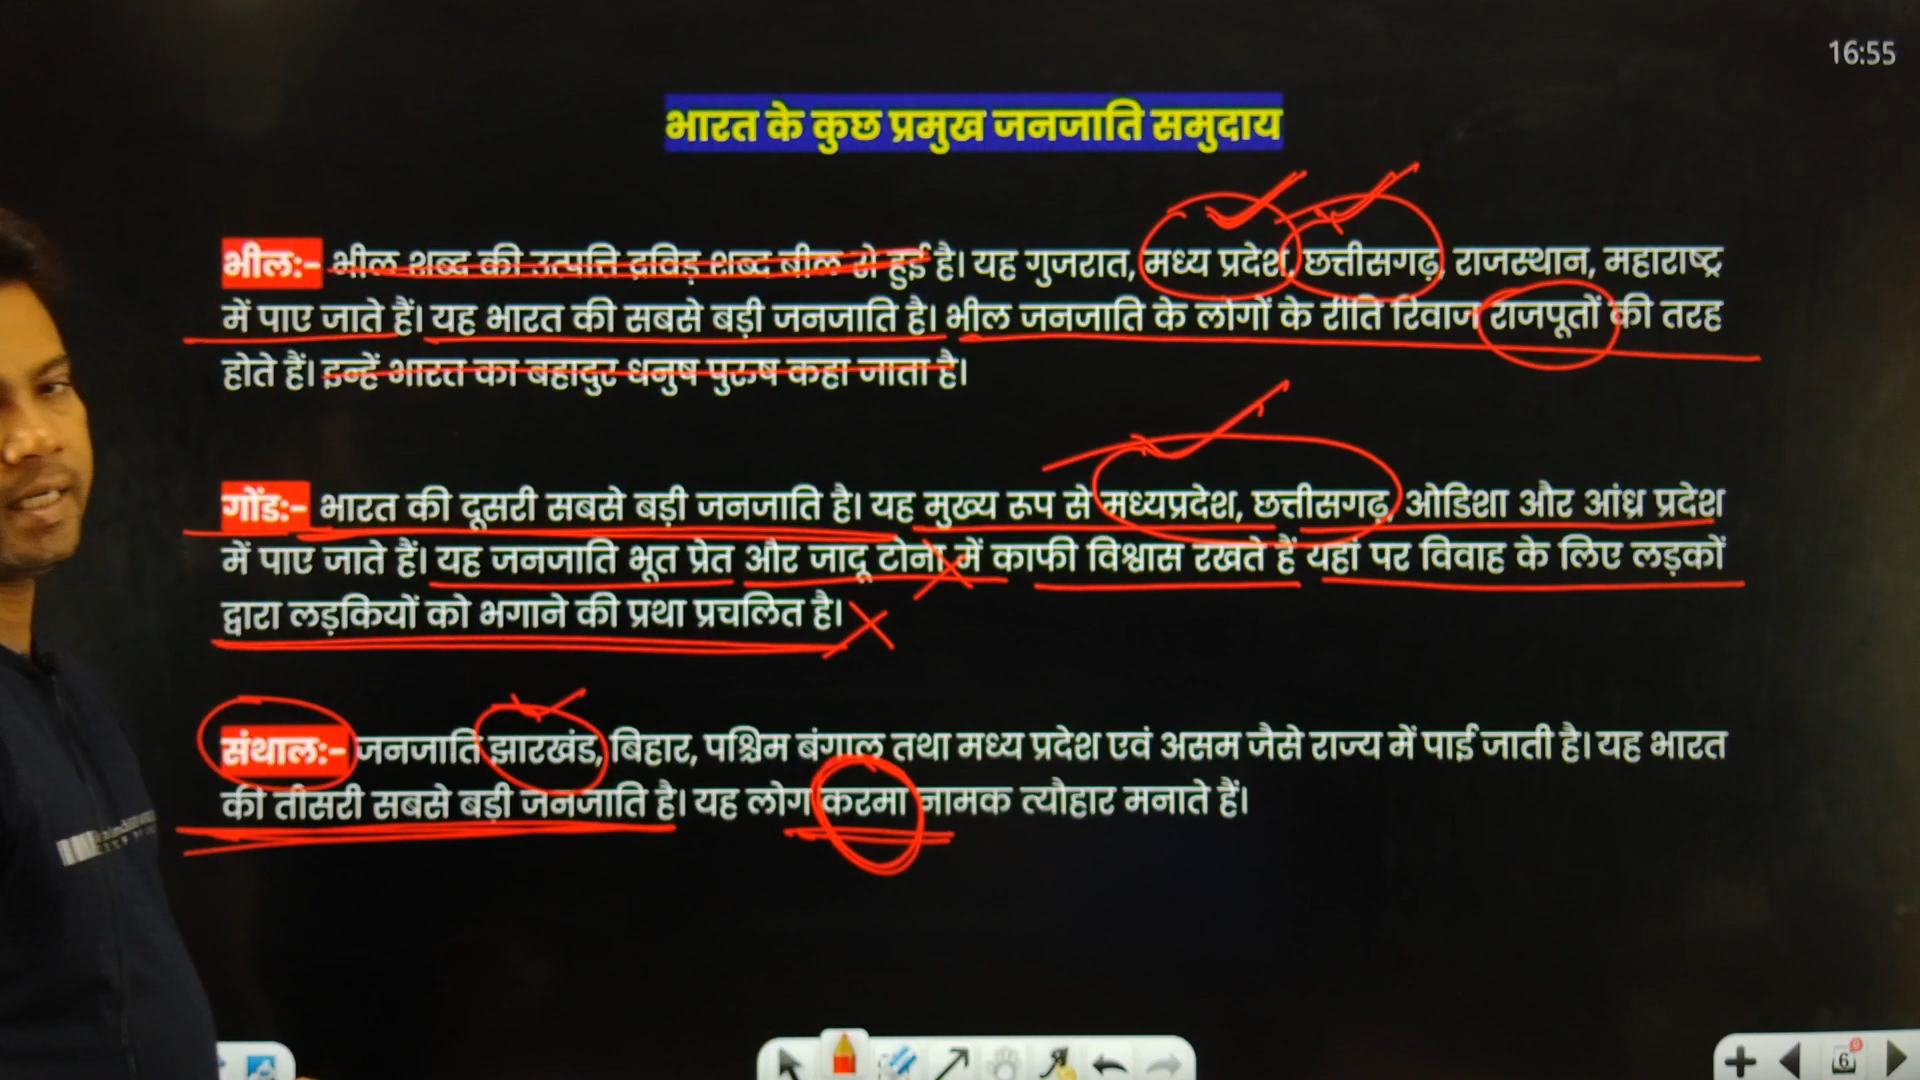 16:55
भारत के कुछ प्रमुख जनजाति समुदाय
भील:- भील शब्द की उत्पत्ति द्रविड़ शब्द बील से हुई है। यह गुजरात, मध्य प्रदेश, छत्तीसगढ़, राजस्थान, महाराष्ट्र
में पाए जाते हैं। यह भारत की सबसे बड़ी जनजाति है। भील जनजाति के लोगों के रीति रिवाज राजपूतों की तरह
होते हैं। इन्हें भारत का बहादुर धनुष पुरुष कहा जाता है।
गोंड:- भारत की दूसरी सबसे बड़ी जनजाति है। यह मुख्य रूप से मध्यप्रदेश, छत्तीसगढ़, ओडिशा और आंध्र प्रदेश
में पाए जाते हैं। यह जनजाति भूत प्रेत और जादू टोना में काफी विश्वास रखते हैं यहां पर विवाह के लिए लड़कों
द्वारा लड़कियों को भगाने की प्रथा प्रचलित है।
संथाल:- जनजाति झारखंड, बिहार, पश्चिम बंगाल तथा मध्य प्रदेश एवं असम जैसे राज्य में पाई जाती है। यह भारत
की तीसरी सबसे बड़ी जनजाति है। यह लोग करमा नामक त्यौहार मनाते हैं।
6